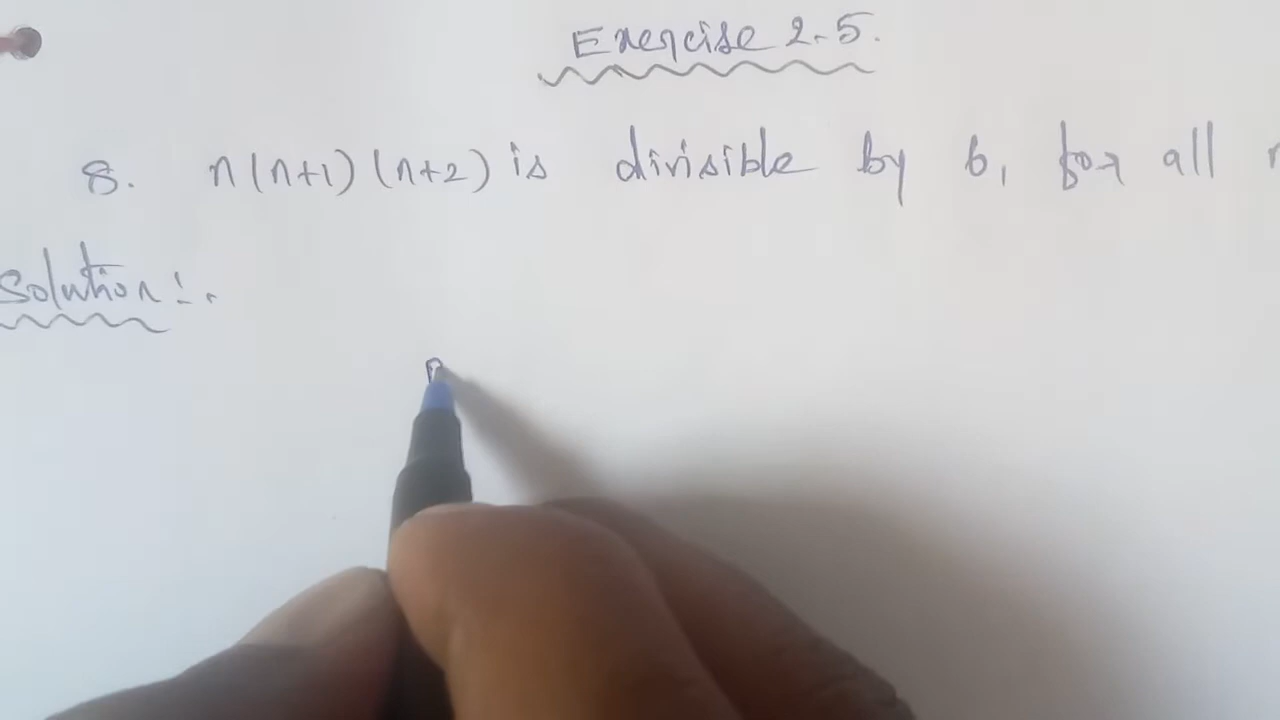 Exercise 2.5.
8. n(n+1)(n+2) is divisible by 6, for all
Solution:.